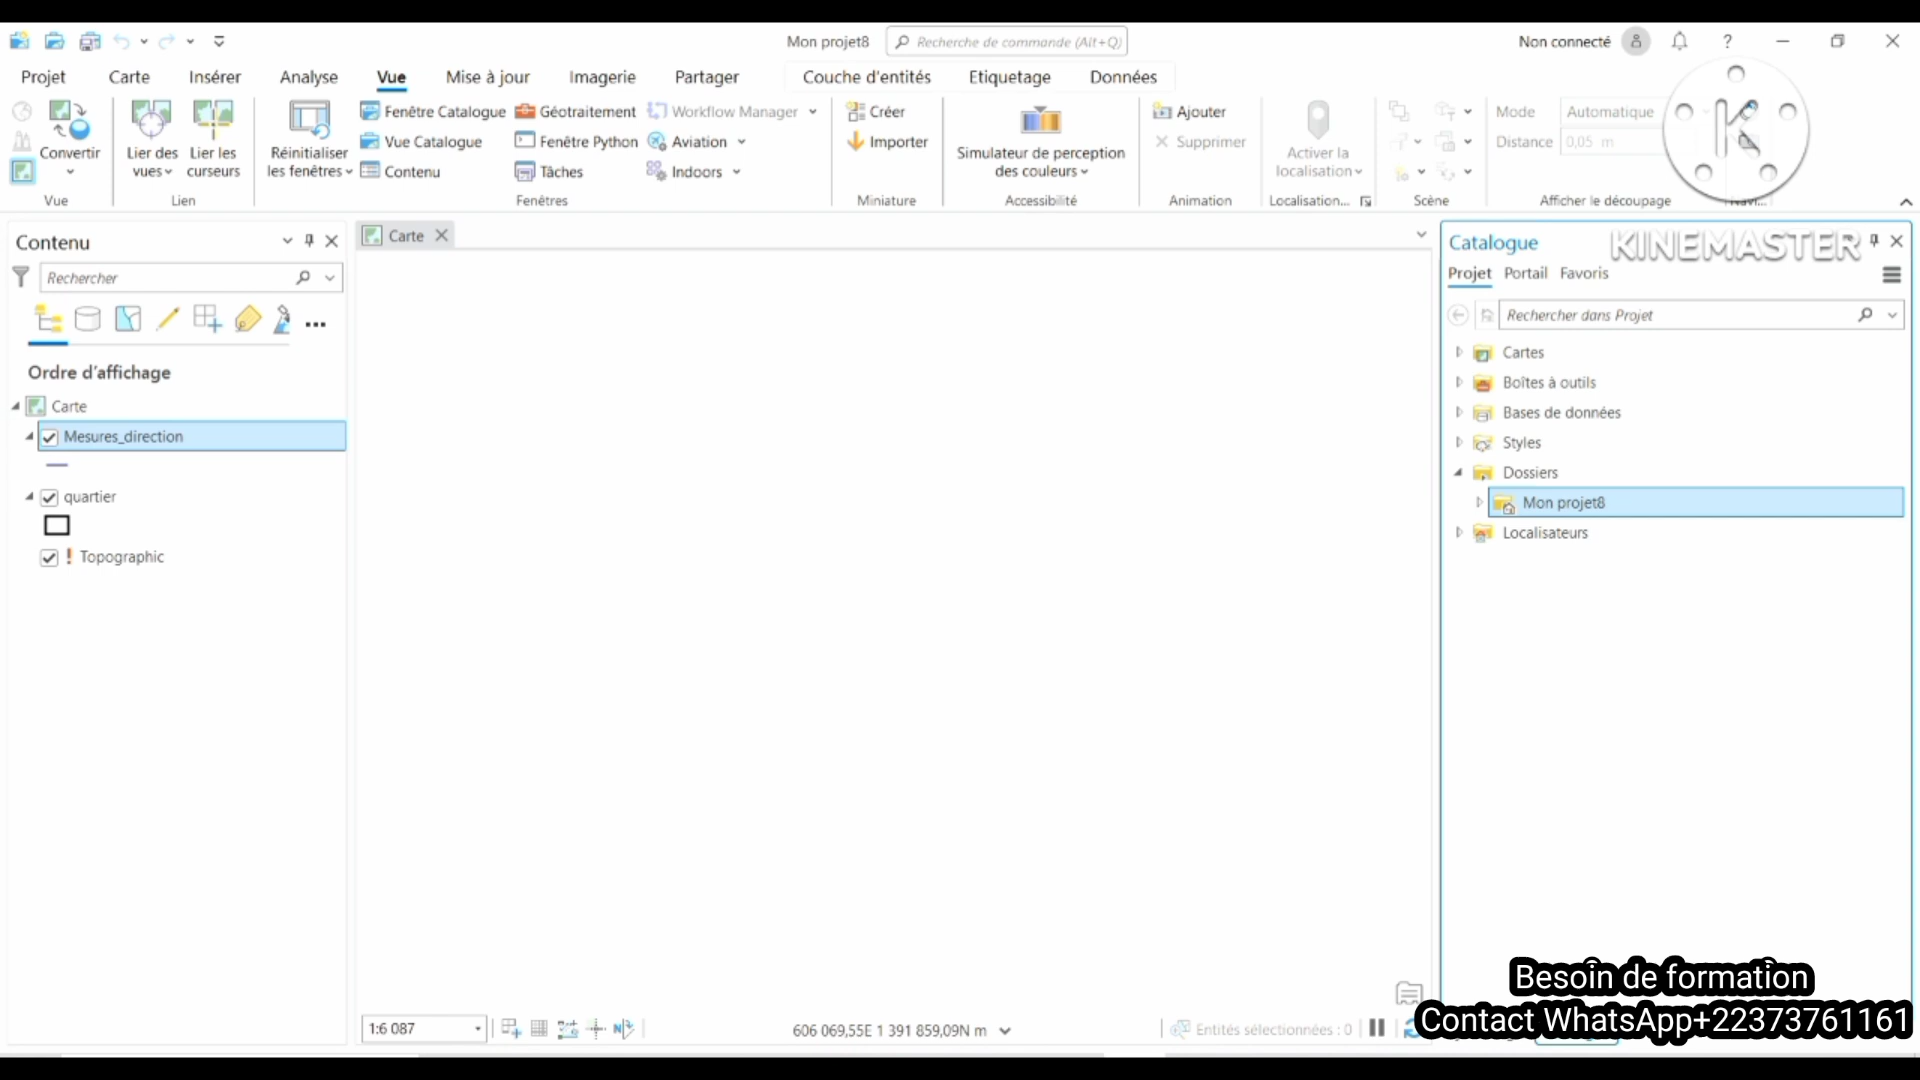 Mon projet8
Recherche de commande (Alt+Q)
Non connecté
?
Projet Carte Insérer Analyse Vue Mise à jour Imagerie Partager Couche d'entités Etiquetage Données
Convertir
Lier des vues
Lier les curseurs
Réinitialiser les fenêtres
Fenêtre Catalogue
Vue Catalogue
Contenu
Géotraitement
Fenêtre Python
Tâches
Workflow Manager
Aviation
Indoors
Créer
Importer
Simulateur de perception des couleurs
Ajouter
Supprimer
Activer la localisation
Mode Automatique
Distance 0,05 m
Vue Lien Fenêtres Miniature Accessibilité Animation Localisation... Scène Afficher le découpage
K
KINEMASTER
Contenu
Rechercher
Ordre d'affichage
Carte
Mesures_direction
quartier
! Topographic
Carte
1:6 087
606 069,55E 1 391 859,09N m
Entités sélectionnées : 0
Catalogue
Projet Portail Favoris
Rechercher dans Projet
Cartes
Boîtes à outils
Bases de données
Styles
Dossiers
Mon projet8
Localisateurs
Besoin de formation
Contact WhatsApp+22373761161